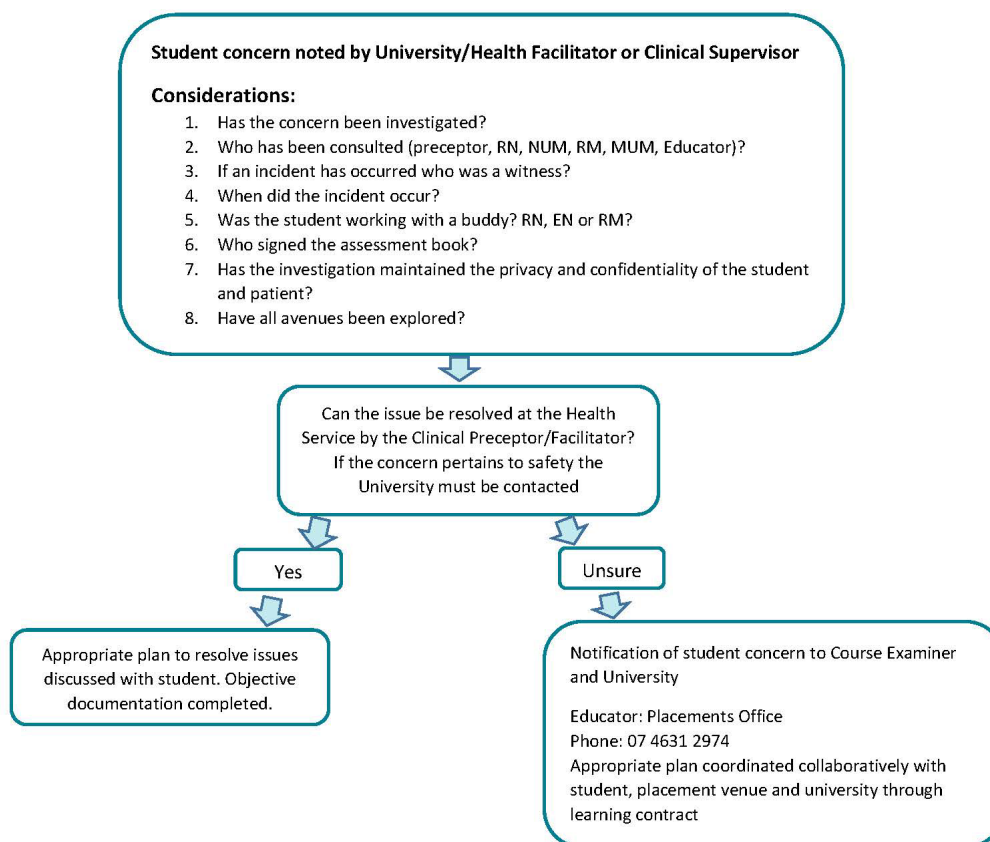 Student concern noted by University/Health Facilitator or Clinical Supervisor
Considerations:
1. Has the concern been investigated?
2. Who has been consulted (preceptor, RN, NUM, RM, MUM, Educator)?
3. If an incident has occurred who was a witness?
4. When did the incident occur?
5. Was the student working with a buddy? RN, EN or RM?
6. Who signed the assessment book?
7. Has the investigation maintained the privacy and confidentiality of the student
and patient?
8. Have all avenues been explored?
Can the issue be resolved at the Health
Service by the Clinical Preceptor/Facilitator?
If the concern pertains to safety the
University must be contacted
Yes
Unsure
Appropriate plan to resolve issues
discussed with student. Objective
documentation completed.
Notification of student concern to Course Examiner
and University
Educator: Placements Office
Phone: 07 4631 2974
Appropriate plan coordinated collaboratively with
student, placement venue and university through
learning contract